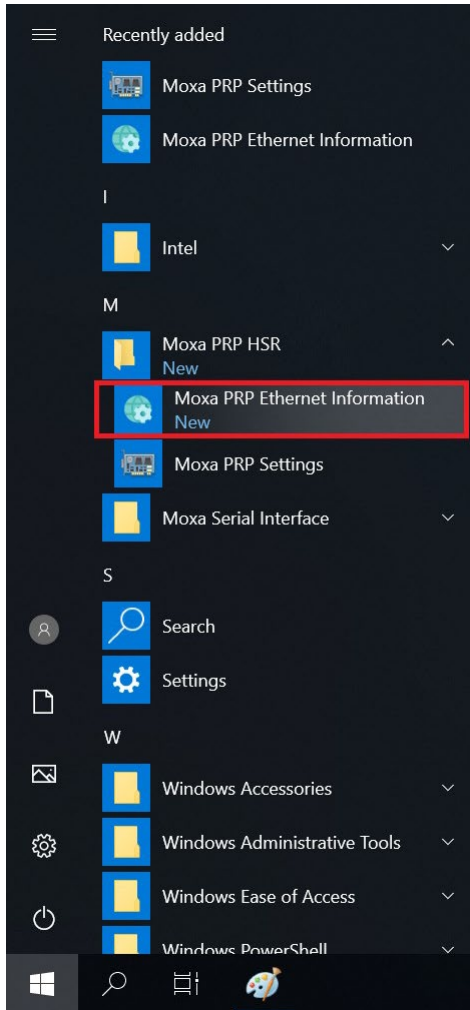 Recently added
Moxa PRP Settings
Moxa PRP Ethernet Information
I
Intel
M
Moxa PRP HSR
New
Moxa PRP Ethernet Information
New
Moxa PRP Settings
Moxa Serial Interface
S
Search
Settings
W
Windows Accessories
Windows Administrative Tools
Windows Ease of Access
Windows PowerShell